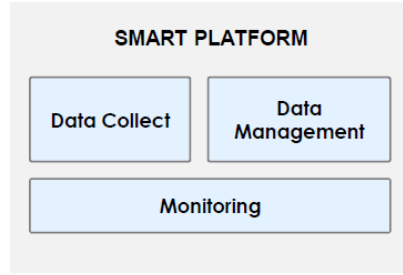 SMART PLATFORM
Data Collect
Data
Management
Monitoring